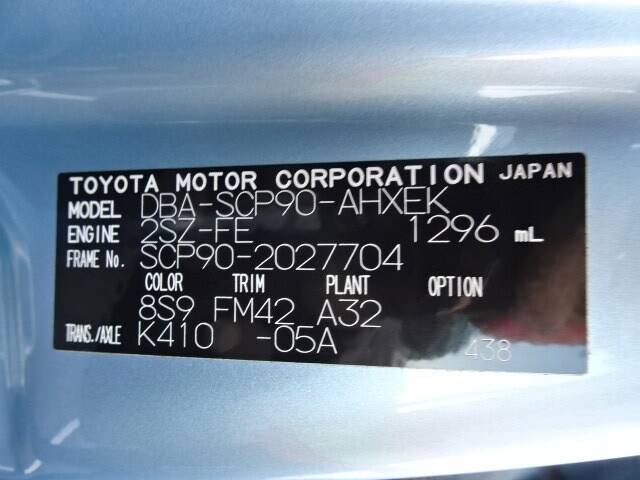 TOYOTA MOTOR CORPORATION JAPAN
MODEL DBA-SCP90-AHXEK
ENGINE 2SZ-FE 1296 mL
FRAME No. SCP90-2027704
COLOR TRIM PLANT OPTION
8S9 FM42 A32
TRANS./AXLE K410 -05A
438